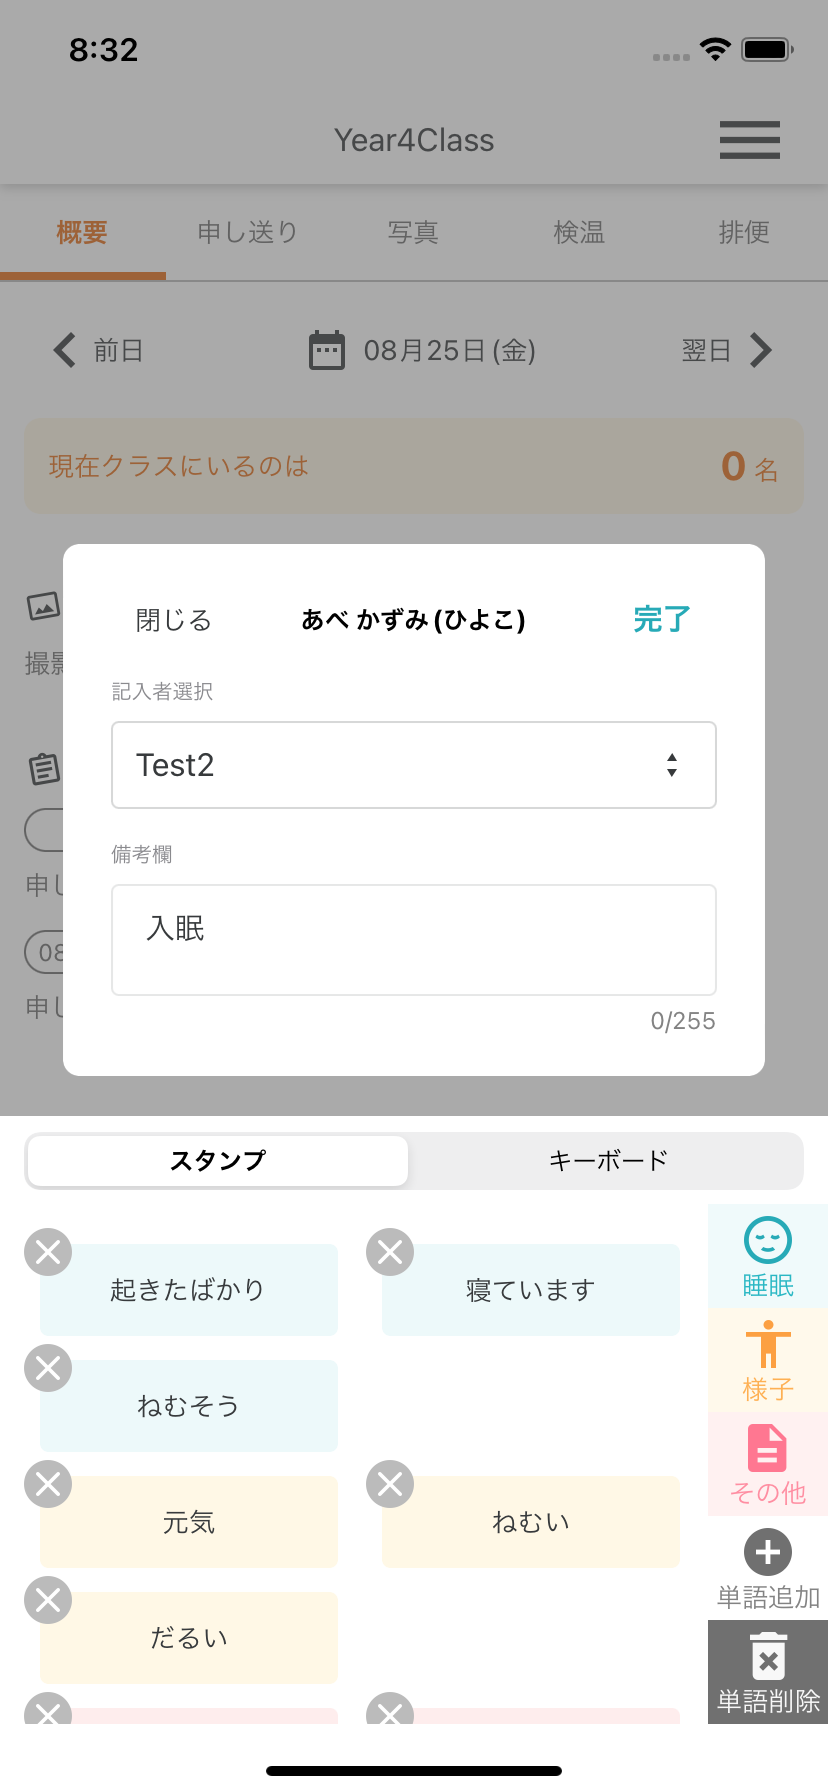 8:32
Year4Class
概要 申し送り 写真 検温 排便
前日 08月25日(金) 翌日
現在クラスにいるのは 0 名
撮影
申し
08
申し
閉じる あべ かずみ(ひよこ) 完了
記入者選択
Test2
備考欄
入眠
0/255
スタンプ キーボード
起きたばかり 寝ています
ねむそう
元気 ねむい
だるい
睡眠
様子
その他
単語追加
単語削除